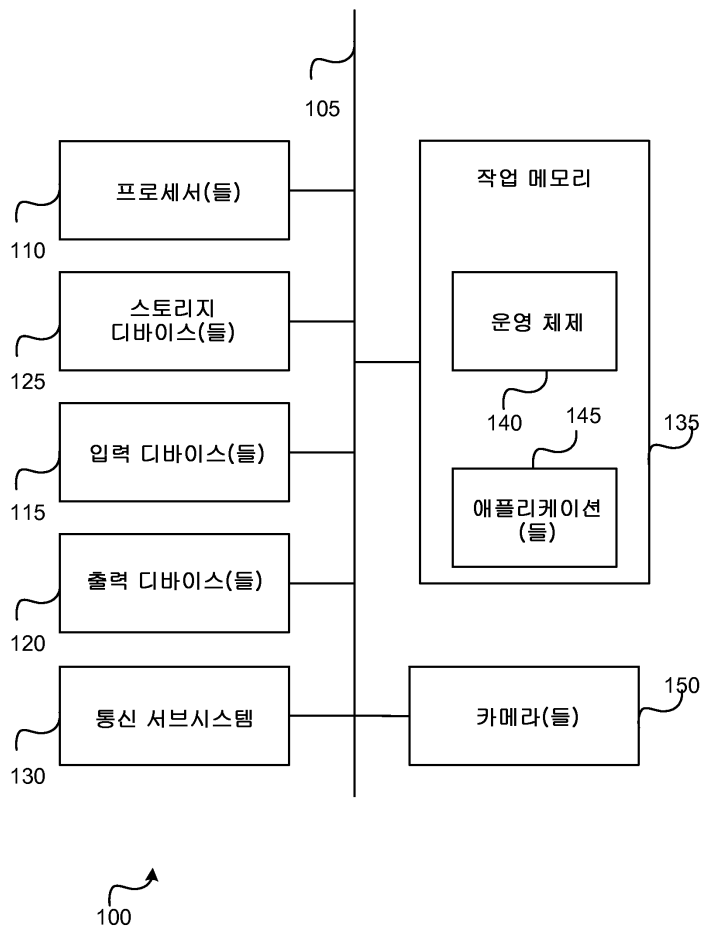 105
프로세서(들)
110
스토리지
디바이스(들)
125
입력 디바이스(들)
115
출력 디바이스(들)
120
통신 서브시스템
130
작업 메모리
운영 체제
140
145
135
애플리케이션
(들)
150
카메라(들)
100